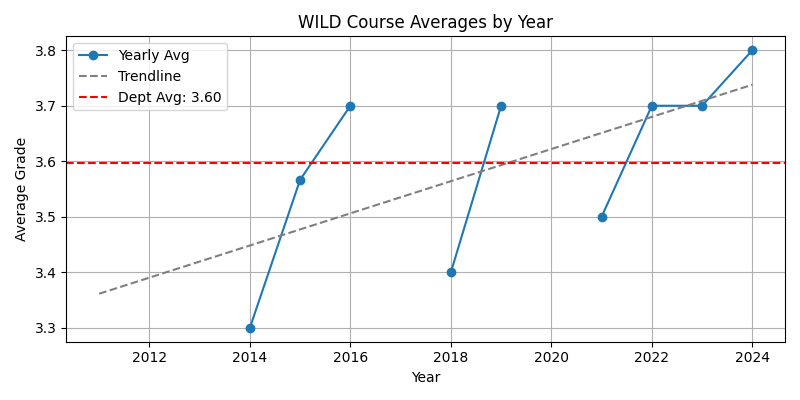 WILD Course Averages by Year
Yearly Avg
Trendline
Dept Avg: 3.60
Average Grade
3.8
3.7
3.6
3.5
3.4
3.3
2012 2014 2016 2018 2020 2022 2024
Year